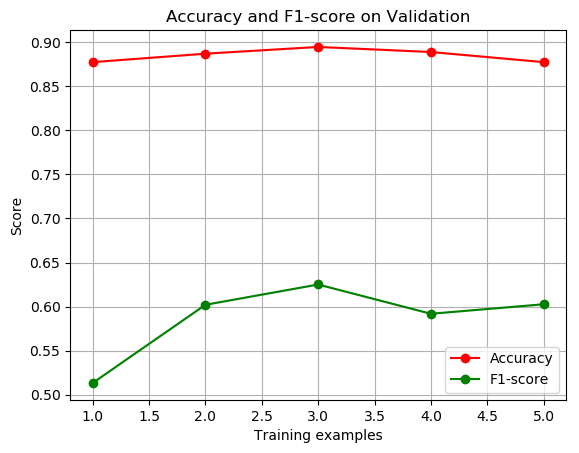 Accuracy and F1-score on Validation
0.90
0.85
0.80
0.75
0.70
0.65
0.60
0.55
0.50
Score
Accuracy
F1-score
1.0 1.5 2.0 2.5 3.0 3.5 4.0 4.5 5.0
Training examples